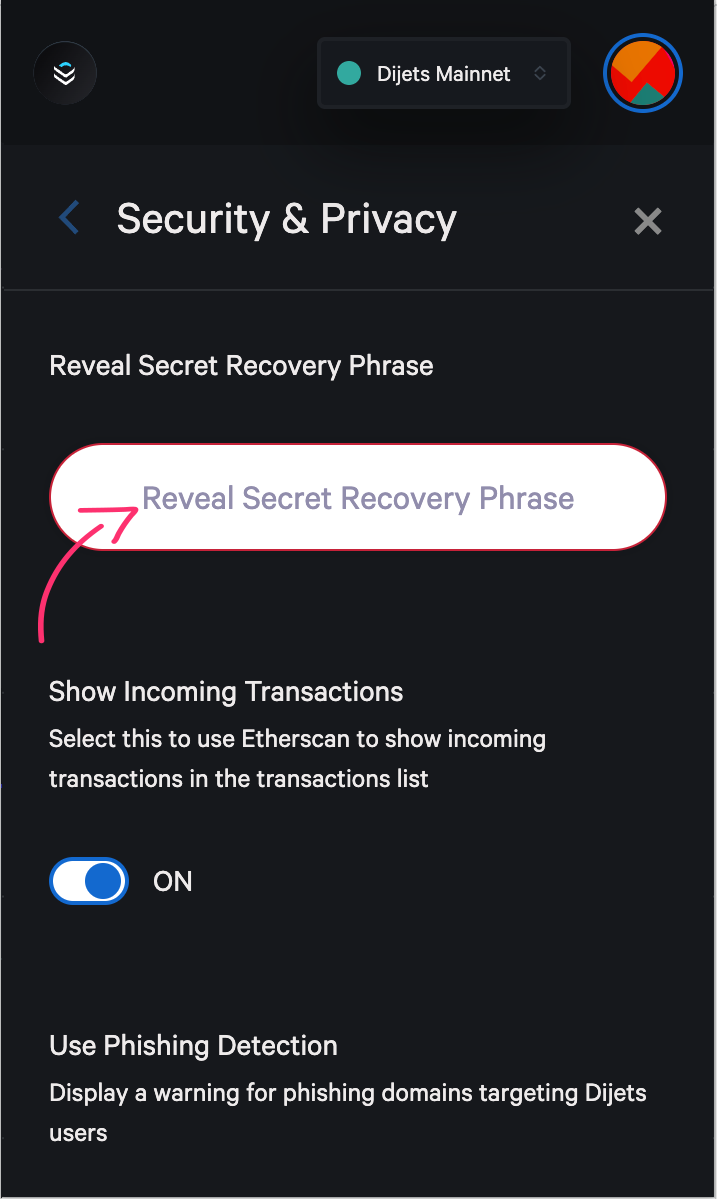 Dijets Mainnet
Security & Privacy
Reveal Secret Recovery Phrase
Reveal Secret Recovery Phrase
Show Incoming Transactions
Select this to use Etherscan to show incoming
transactions in the transactions list
ON
Use Phishing Detection
Display a warning for phishing domains targeting Dijets
users